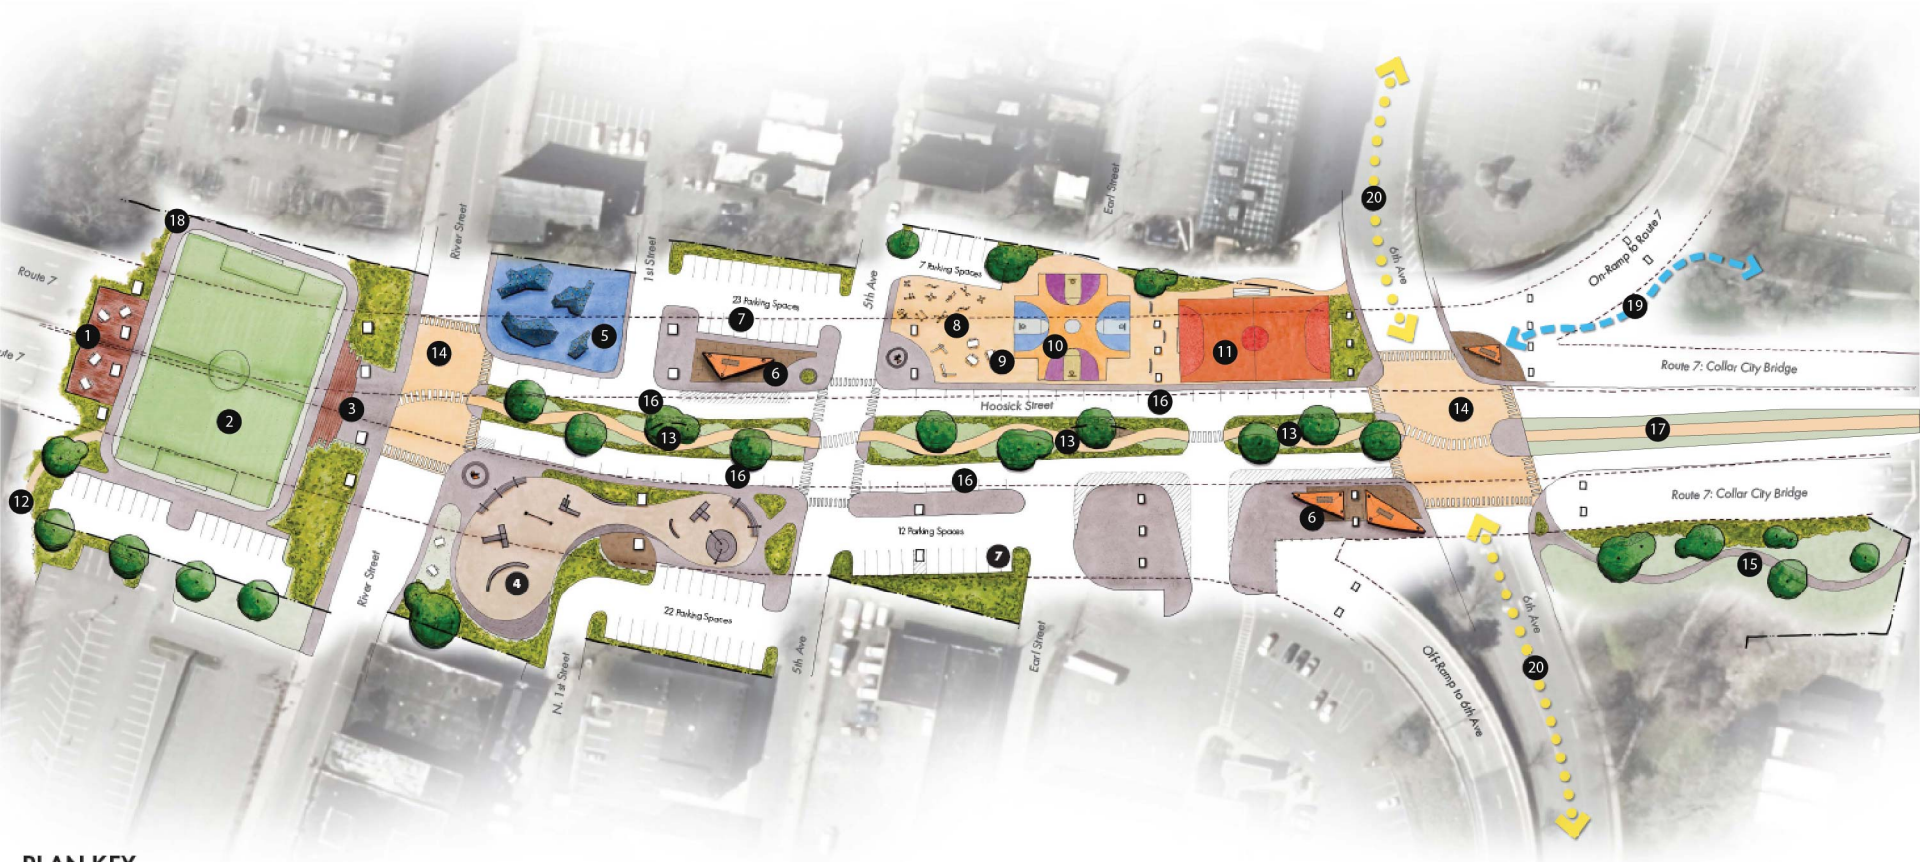 20
River Street
Earl Street
18
On-Ramp to Route 7
6th Ave
1st Street
Route 7
7 Parking Spaces
5th Ave
23 Parking Spaces
19
7
8
1
5
14
9
10
11
6
Route 7: Collar City Bridge
2
3
16
Hoosick Street
16
14
13
13
13
17
16
16
12
Route 7: Collar City Bridge
6
12 Parking Spaces
7
15
4
River Street
22 Parking Spaces
6th Ave
N. 1st Street
5th Ave
Earl Street
Off-Ramp to 6th Ave
20
PLAN KEY